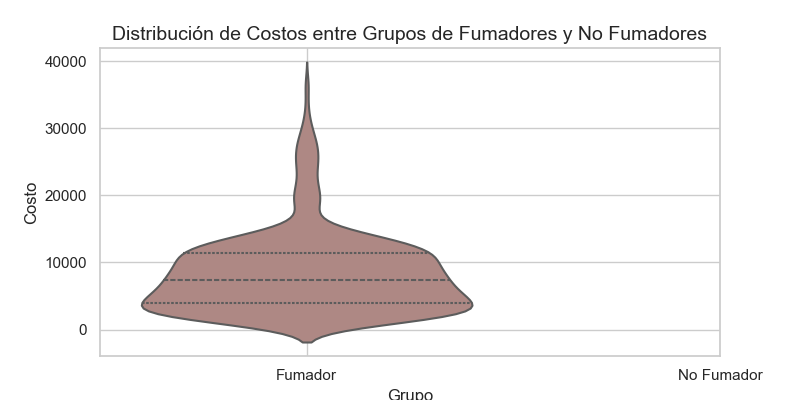 Distribución de Costos entre Grupos de Fumadores y No Fumadores
40000
30000
20000
10000
0
Costo
Fumador
No Fumador
Grupo